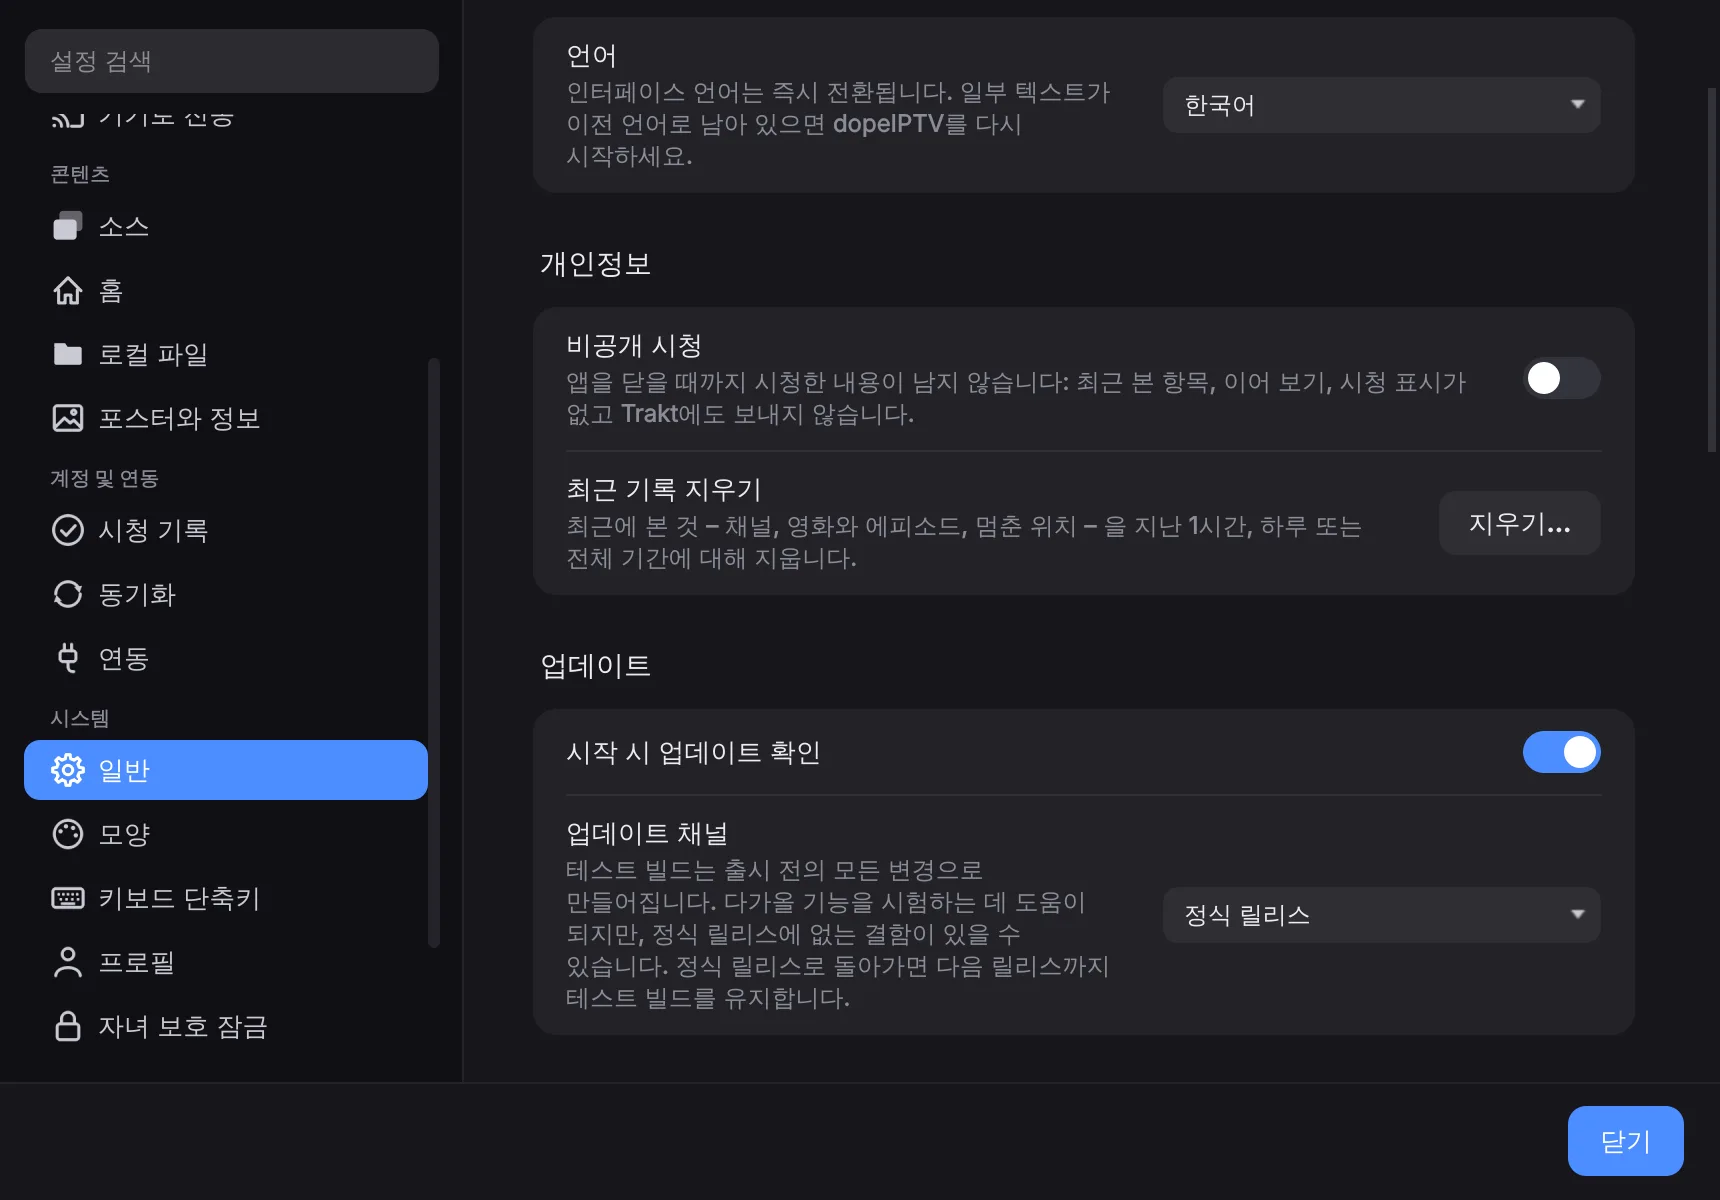 설정 검색
기기로 전송
콘텐츠
소스
홈
로컬 파일
포스터와 정보
계정 및 연동
시청 기록
동기화
연동
시스템
일반
모양
키보드 단축키
프로필
자녀 보호 잠금
언어
인터페이스 언어는 즉시 전환됩니다. 일부 텍스트가
이전 언어로 남아 있으면 dopeIPTV를 다시
시작하세요.
한국어
개인정보
비공개 시청
앱을 닫을 때까지 시청한 내용이 남지 않습니다: 최근 본 항목, 이어 보기, 시청 표시가
없고 Trakt에도 보내지 않습니다.
최근 기록 지우기
최근에 본 것 – 채널, 영화와 에피소드, 멈춘 위치 – 을 지난 1시간, 하루 또는
전체 기간에 대해 지웁니다.
지우기...
업데이트
시작 시 업데이트 확인
업데이트 채널
테스트 빌드는 출시 전의 모든 변경으로
만들어집니다. 다가올 기능을 시험하는 데 도움이
되지만, 정식 릴리스에 없는 결함이 있을 수
있습니다. 정식 릴리스로 돌아가면 다음 릴리스까지
테스트 빌드를 유지합니다.
정식 릴리스
닫기